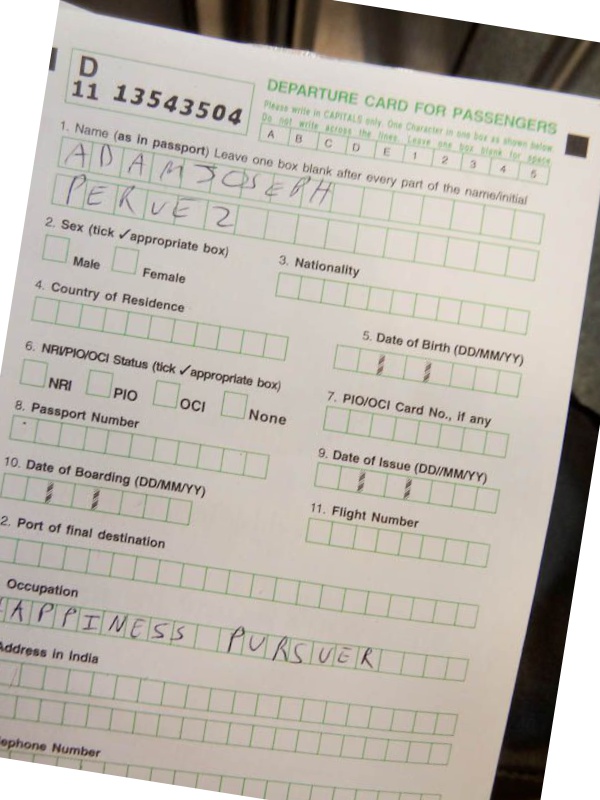 D
11 13543504
DEPARTURE CARD FOR PASSENGERS
Please write in CAPITALS only. One Character in one box as shown below.
Do not write across the lines. Leave one box blank for space
A B C D E 1 2 3 4 5
1. Name (as in passport) Leave one box blank after every part of the name/initial
ADAM JOSEPH
PERVEZ
2. Sex (tick ✓appropriate box)
Male Female
3. Nationality
4. Country of Residence
5. Date of Birth (DD/MM/YY)
6. NRI/PIO/OCI Status (tick ✓appropriate box)
NRI PIO OCI None
7. PIO/OCI Card No., if any
8. Passport Number
9. Date of Issue (DD//MM/YY)
10. Date of Boarding (DD/MM/YY)
11. Flight Number
2. Port of final destination
Occupation
HAPPINESS PURSUER
Address in India
ephone Number